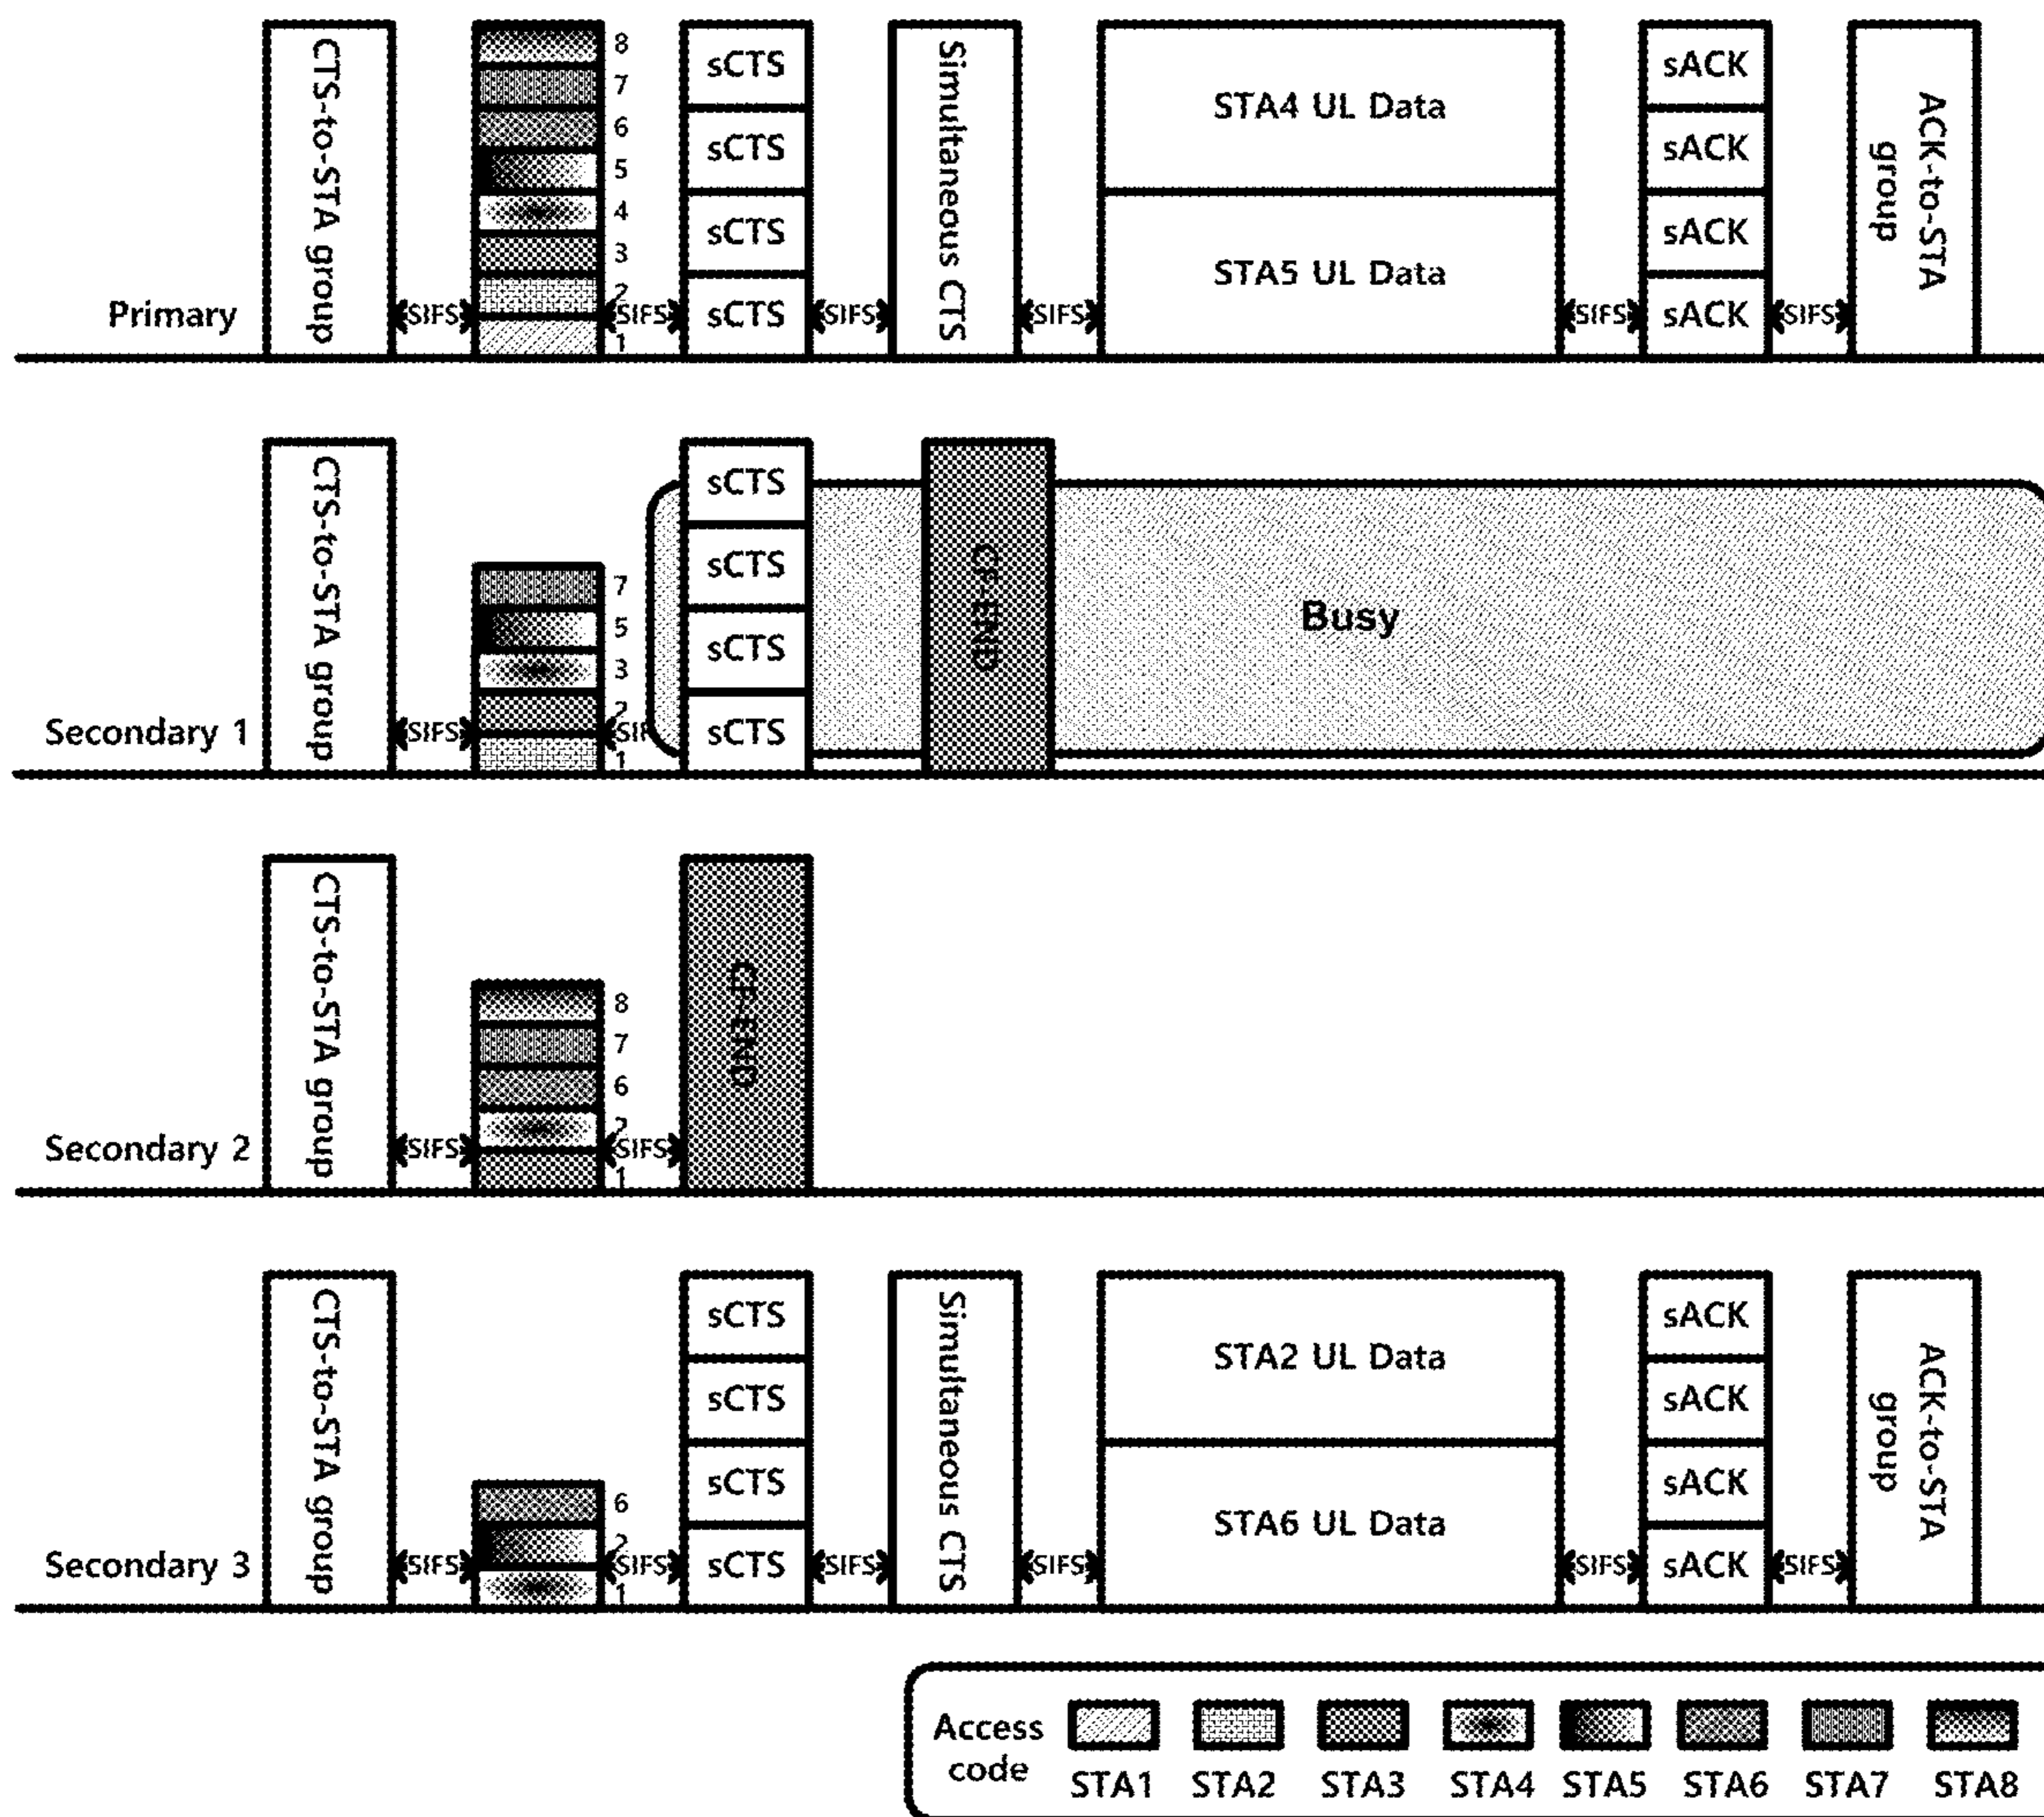 CTS-to-STA group
8
7
6
5
4
3
2
1
sCTS
sCTS
sCTS
sCTS
Simultaneous CTS
STA4 UL Data
STA5 UL Data
sACK
sACK
sACK
sACK
ACK-to-STA
group
Primary
SIFS
SIFS
SIFS
SIFS
SIFS
SIFS
CTS-to-STA group
7
5
3
2
1
sCTS
sCTS
sCTS
sCTS
CF-END
Busy
Secondary 1
SIFS
SIF
CTS-to-STA group
8
7
6
2
1
CF-END
Secondary 2
SIFS
SIFS
CTS-to-STA group
6
2
1
sCTS
sCTS
sCTS
sCTS
Simultaneous CTS
STA2 UL Data
STA6 UL Data
sACK
sACK
sACK
sACK
ACK-to-STA
group
Secondary 3
SIFS
SIFS
SIFS
SIFS
SIFS
SIFS
Access
code
STA1 STA2 STA3 STA4 STA5 STA6 STA7 STA8